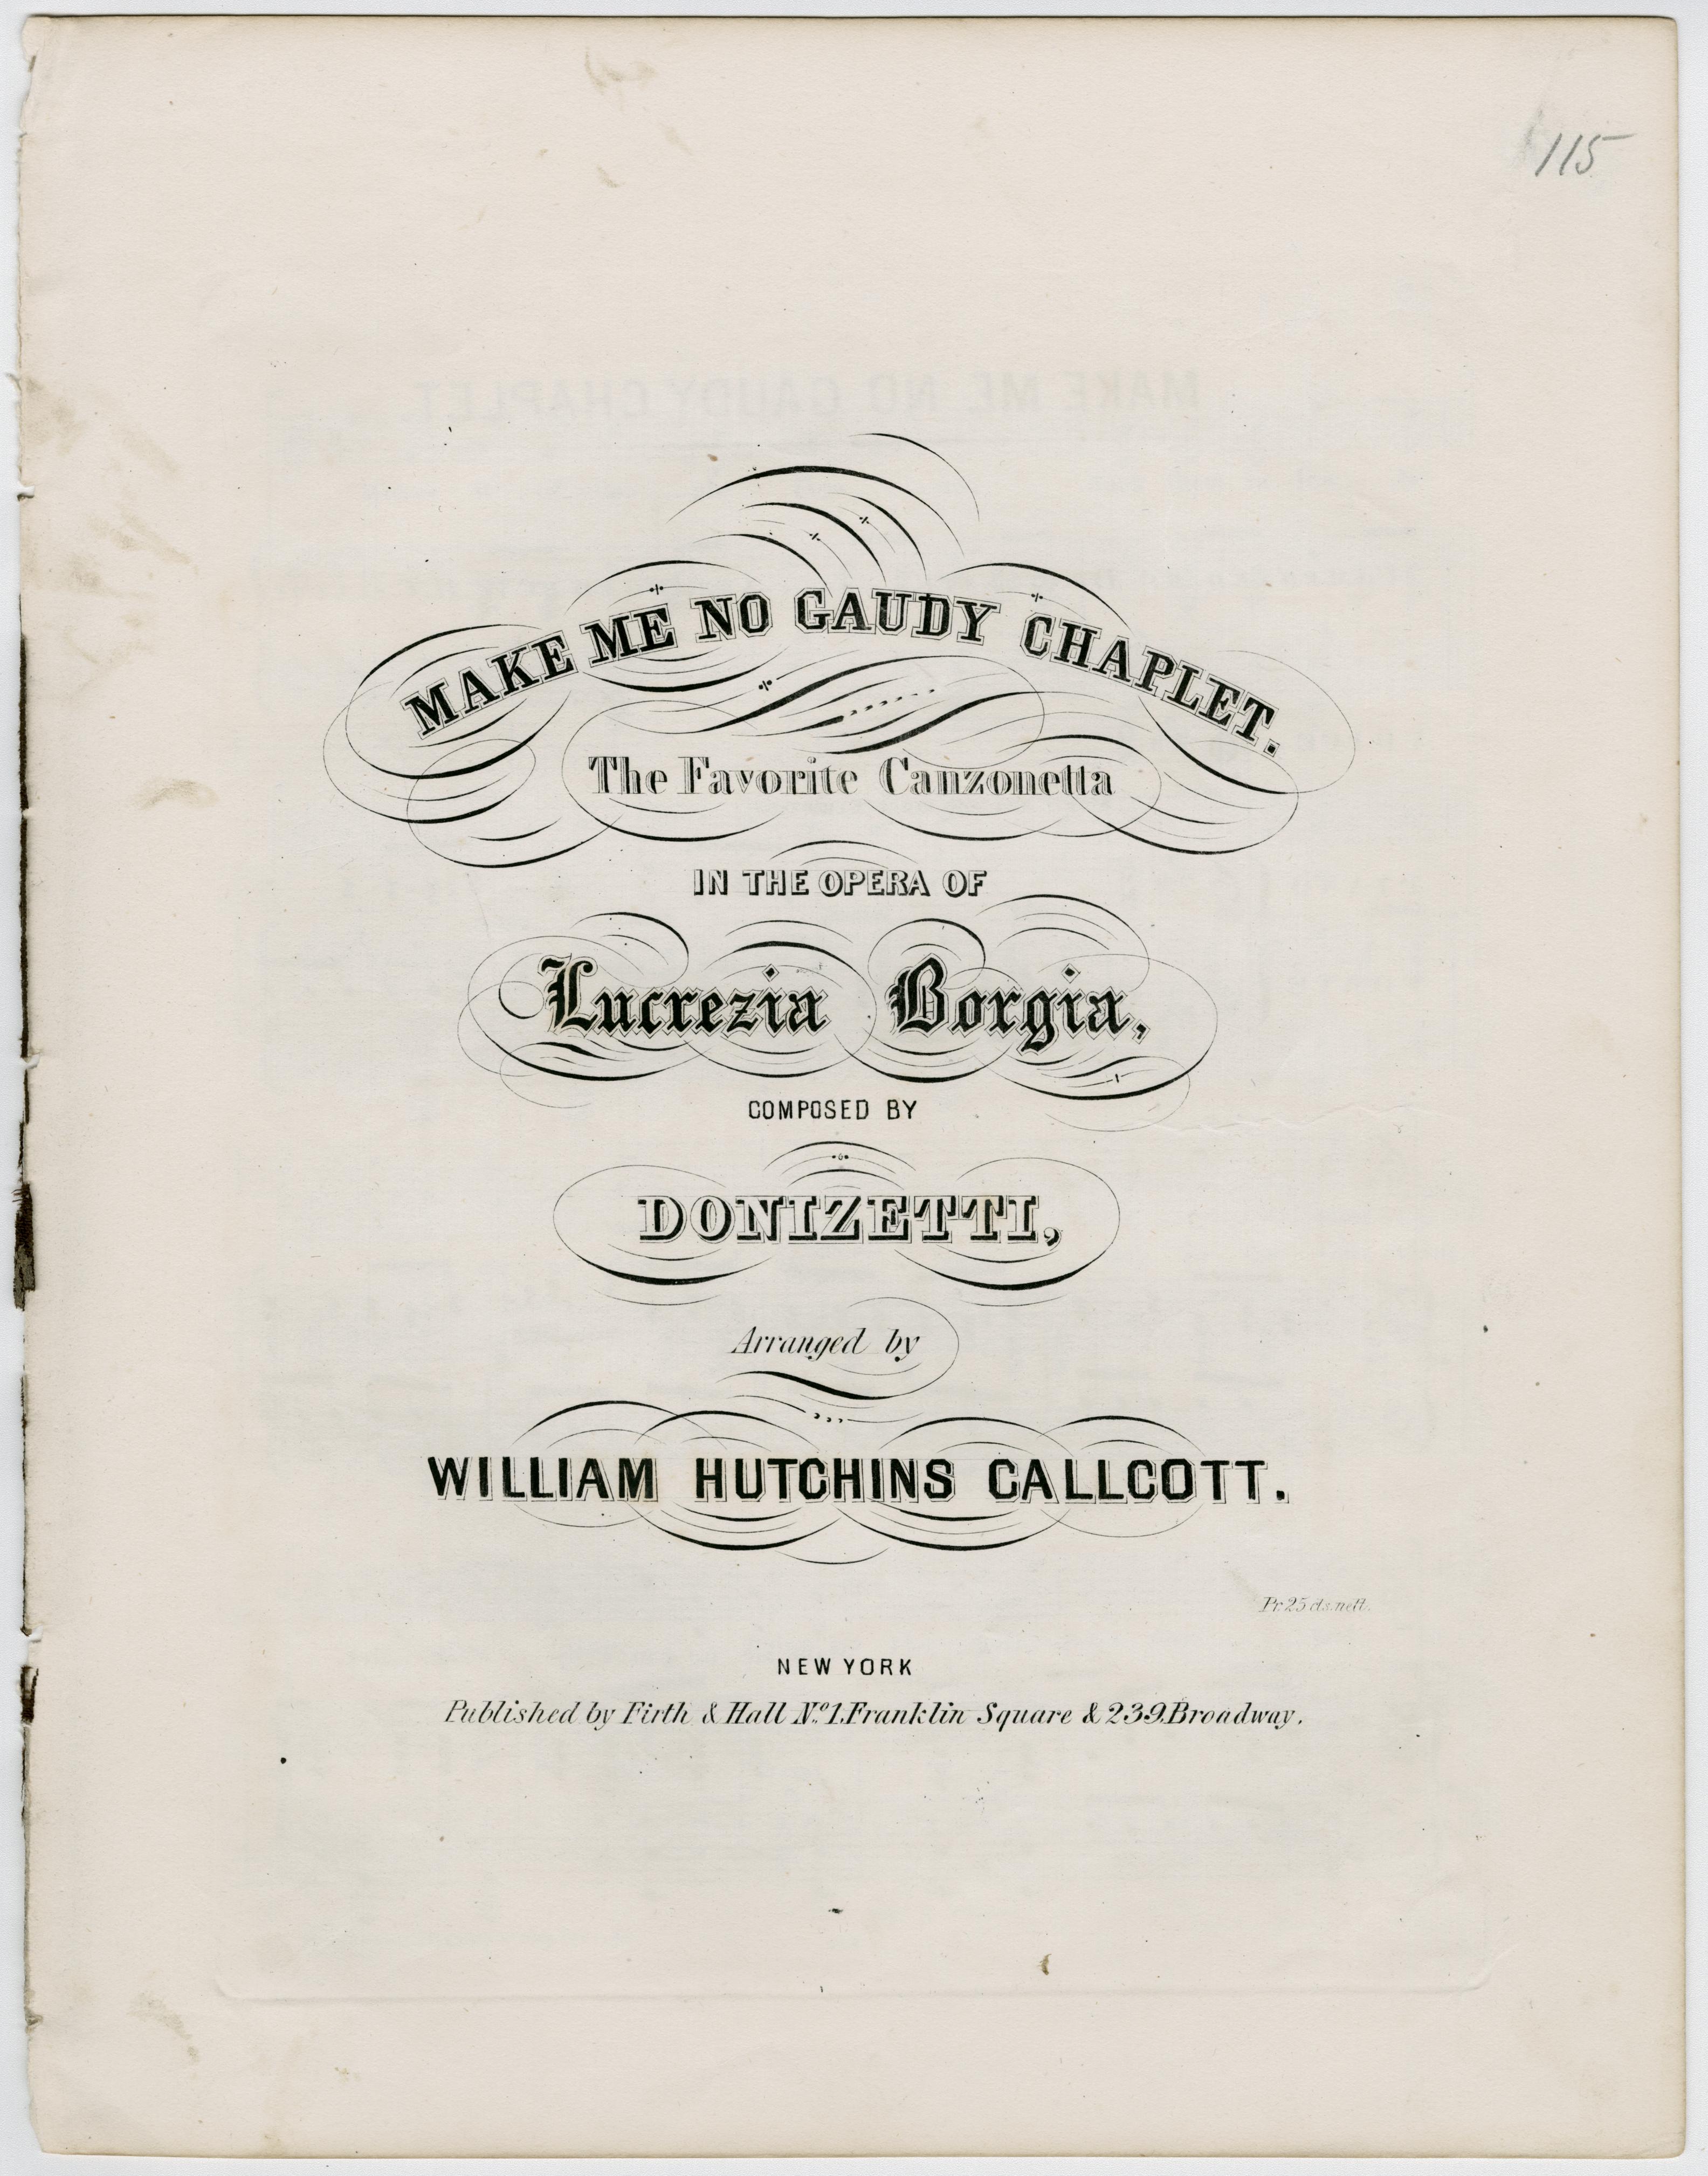 115
MAKE ME NO GAUDY CHAPLET.
The Favorite Canzonetta
IN THE OPERA OF
Lucrezia Borgia,
COMPOSED BY
DONIZETTI,
Arranged by
WILLIAM HUTCHINS CALLCOTT.
Pr. 25 cts. nett.
NEW YORK
Published by Firth & Hall No. 1. Franklin Square & 239. Broadway.